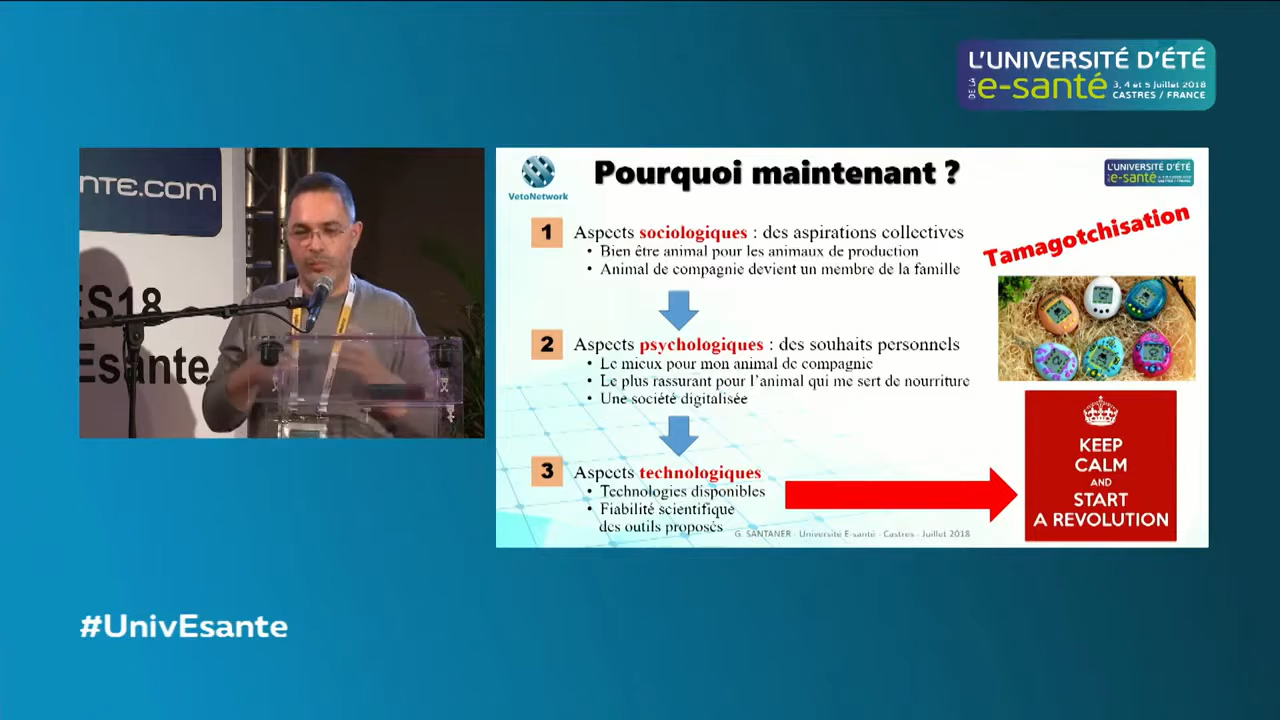 L'UNIVERSITÉ D'ÉTÉ
DE LA e-santé 3, 4 et 5 juillet 2018
CASTRES / FRANCE
NTE.com
ES18
Esante
VetoNetwork
Pourquoi maintenant ?
L'UNIVERSITÉ D'ÉTÉ
e-santé
Tamagotchisation
1 Aspects sociologiques : des aspirations collectives
• Bien être animal pour les animaux de production
• Animal de compagnie devient un membre de la famille
2 Aspects psychologiques : des souhaits personnels
• Le mieux pour mon animal de compagnie
• Le plus rassurant pour l'animal qui me sert de nourriture
• Une société digitalisée
3 Aspects technologiques
• Technologies disponibles
• Fiabilité scientifique
des outils proposés
KEEP
CALM
AND
START
A REVOLUTION
G. SANTANER - Université E-santé - Castres - Juillet 2018
#UnivEsante